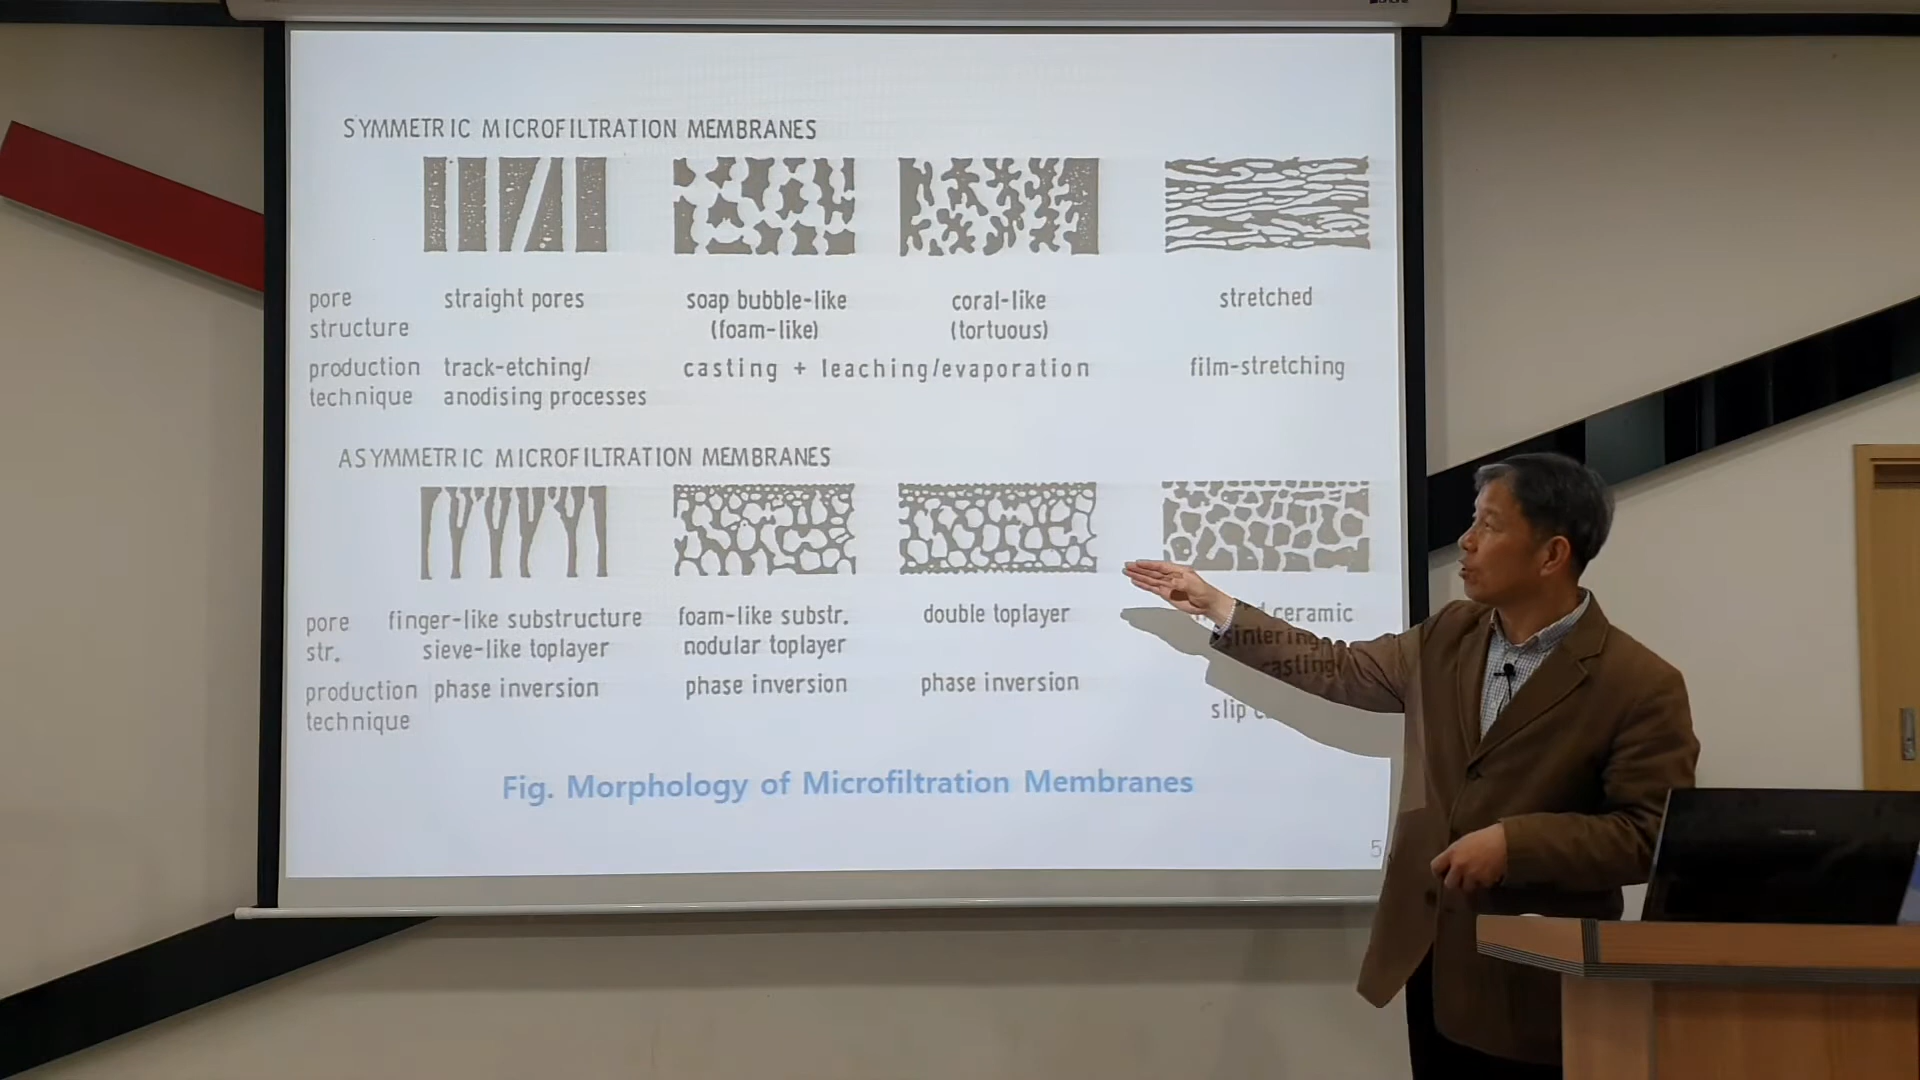 SYMMETRIC MICROFILTRATION MEMBRANES
pore structure
straight pores
soap bubble-like
(foam-like)
coral-like
(tortuous)
stretched
production technique
track-etching/
anodising processes
casting + leaching/evaporation
film-stretching
ASYMMETRIC MICROFILTRATION MEMBRANES
pore
str.
finger-like substructure
sieve-like toplayer
foam-like substr.
nodular toplayer
double toplayer
ceramic
sintering
casting
production
technique
phase inversion
phase inversion
phase inversion
slip
Fig. Morphology of Microfiltration Membranes
5